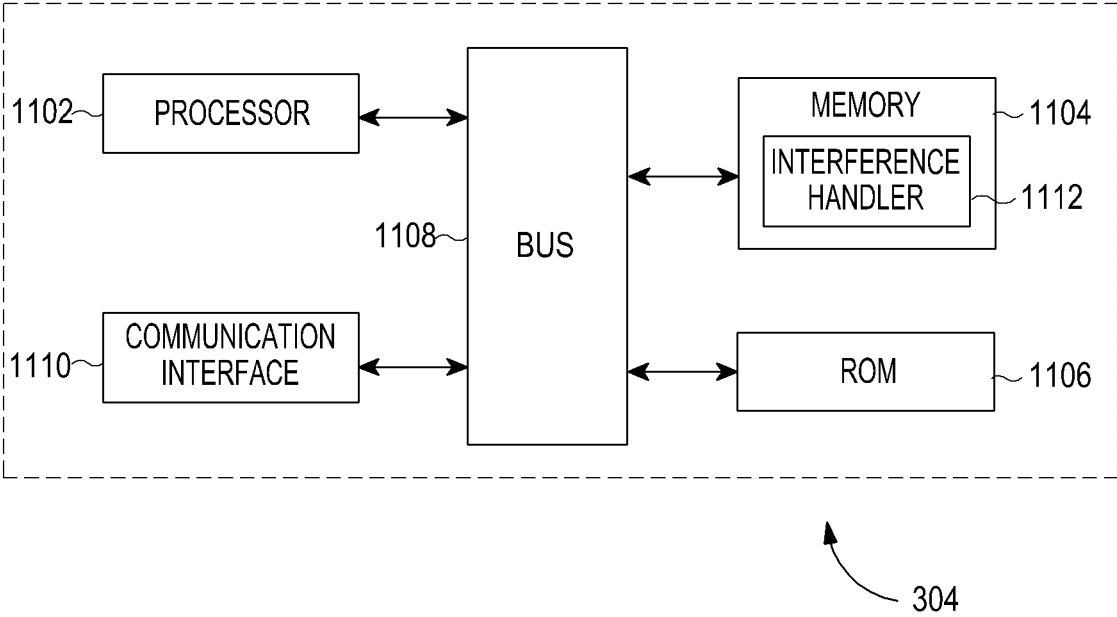 1102
PROCESSOR
MEMORY
1104
INTERFERENCE
HANDLER
1112
1108
BUS
COMMUNICATION
INTERFACE
1110
ROM
1106
304